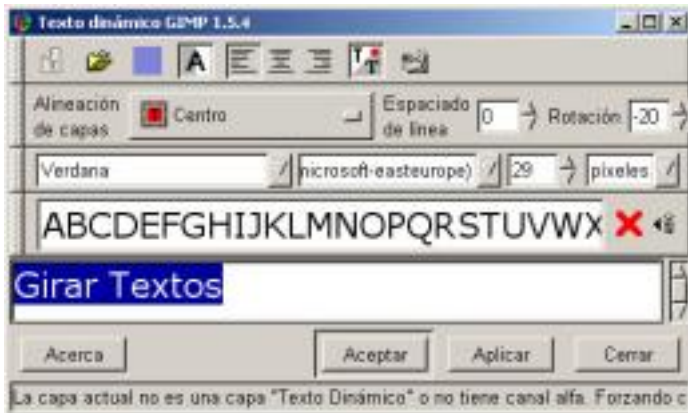 Texto dinámico GIMP 1.5.4
A
Alineación de capas Centro Espaciado de línea 0 Rotación -20
Verdana nicrosoft-easteurope) 29 píxeles
ABCDEFGHIJKLMNOPQRSTUVWX
Girar Textos
Acerca Aceptar Aplicar Cerrar
La capa actual no es una capa "Texto Dinámico" o no tiene canal alfa. Forzando c